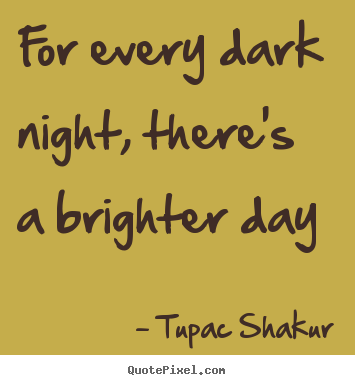 For every dark
night, there's
a brighter day
- Tupac Shakur
QuotePixel.com